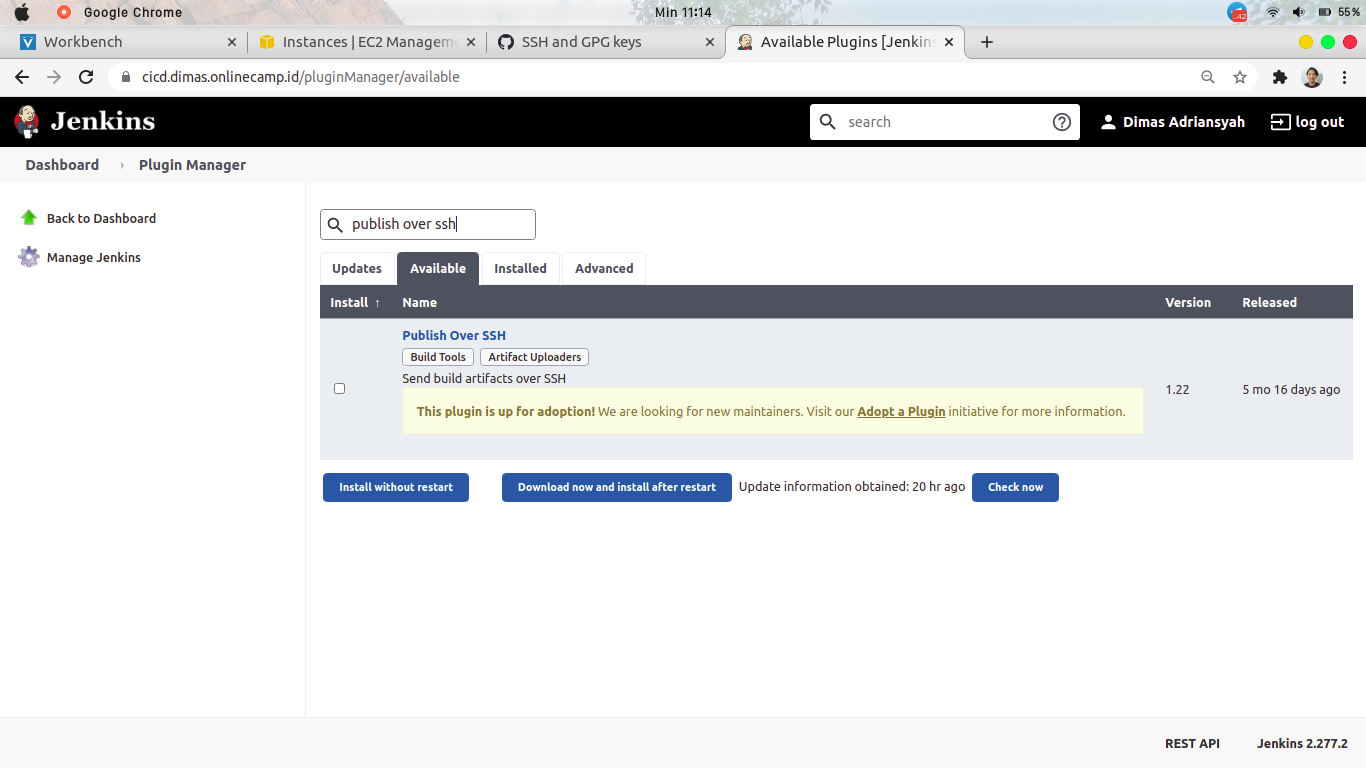 Google Chrome
Min 11:14
42
55%
Workbench
Instances | EC2 Managem
SSH and GPG keys
Available Plugins [Jenkins
cicd.dimas.onlinecamp.id/pluginManager/available
Jenkins
search
Dimas Adriansyah
log out
Dashboard
Plugin Manager
Back to Dashboard
Manage Jenkins
publish over ssh
Updates
Available
Installed
Advanced
Install ↑
Name
Version
Released
Publish Over SSH
Build Tools
Artifact Uploaders
Send build artifacts over SSH
This plugin is up for adoption! We are looking for new maintainers. Visit our Adopt a Plugin initiative for more information.
1.22
5 mo 16 days ago
Install without restart
Download now and install after restart
Update information obtained: 20 hr ago
Check now
REST API
Jenkins 2.277.2